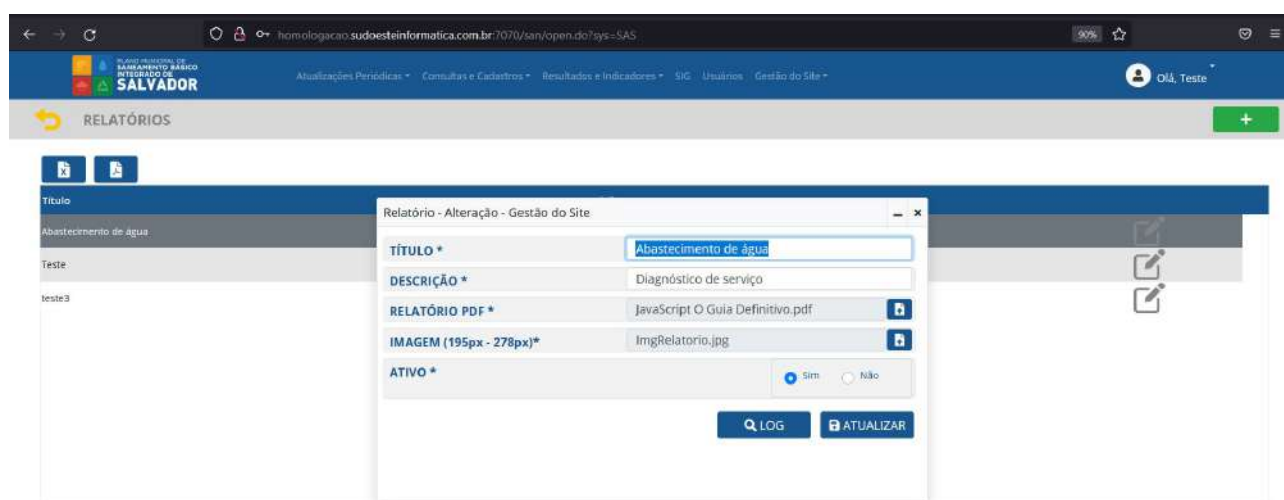 homologacao.sudoesteinformatica.com.br:7070/san/open.do?sys=SAS 90%
PLANO MUNICIPAL DE
SANEAMENTO BÁSICO
INTEGRADO DE
SALVADOR
Atualizações Periódicas Consultas e Cadastros Resultados e Indicadores SIG Usuários Gestão do Site
Olá, Teste
RELATÓRIOS
+
Título
Abastecimento de água
Teste
teste3
Relatório - Alteração - Gestão do Site
TÍTULO * Abastecimento de água
DESCRIÇÃO * Diagnóstico de serviço
RELATÓRIO PDF * JavaScript O Guia Definitivo.pdf
IMAGEM (195px - 278px)* ImgRelatorio.jpg
ATIVO * Sim Não
LOG ATUALIZAR